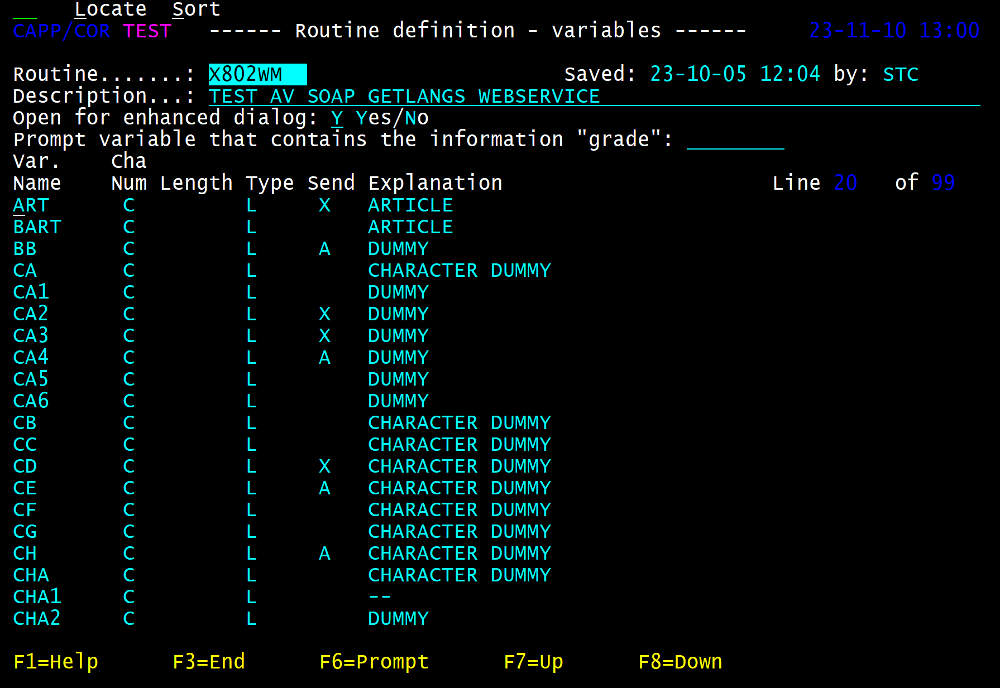 Locate Sort
CAPP/COR TEST ------ Routine definition - variables ------ 23-11-10 13:00
Routine.......: X802WM Saved: 23-10-05 12:04 by: STC
Description...: TEST AV SOAP GETLANGS WEBSERVICE
Open for enhanced dialog: Y Yes/No
Prompt variable that contains the information "grade":
Var. Cha
Name Num Length Type Send Explanation Line 20 of 99
ART C L X ARTICLE
BART C L ARTICLE
BB C L A DUMMY
CA C L CHARACTER DUMMY
CA1 C L DUMMY
CA2 C L X DUMMY
CA3 C L X DUMMY
CA4 C L A DUMMY
CA5 C L DUMMY
CA6 C L DUMMY
CB C L CHARACTER DUMMY
CC C L CHARACTER DUMMY
CD C L X CHARACTER DUMMY
CE C L A CHARACTER DUMMY
CF C L CHARACTER DUMMY
CG C L CHARACTER DUMMY
CH C L A CHARACTER DUMMY
CHA C L CHARACTER DUMMY
CHA1 C L --
CHA2 C L DUMMY
F1=Help F3=End F6=Prompt F7=Up F8=Down